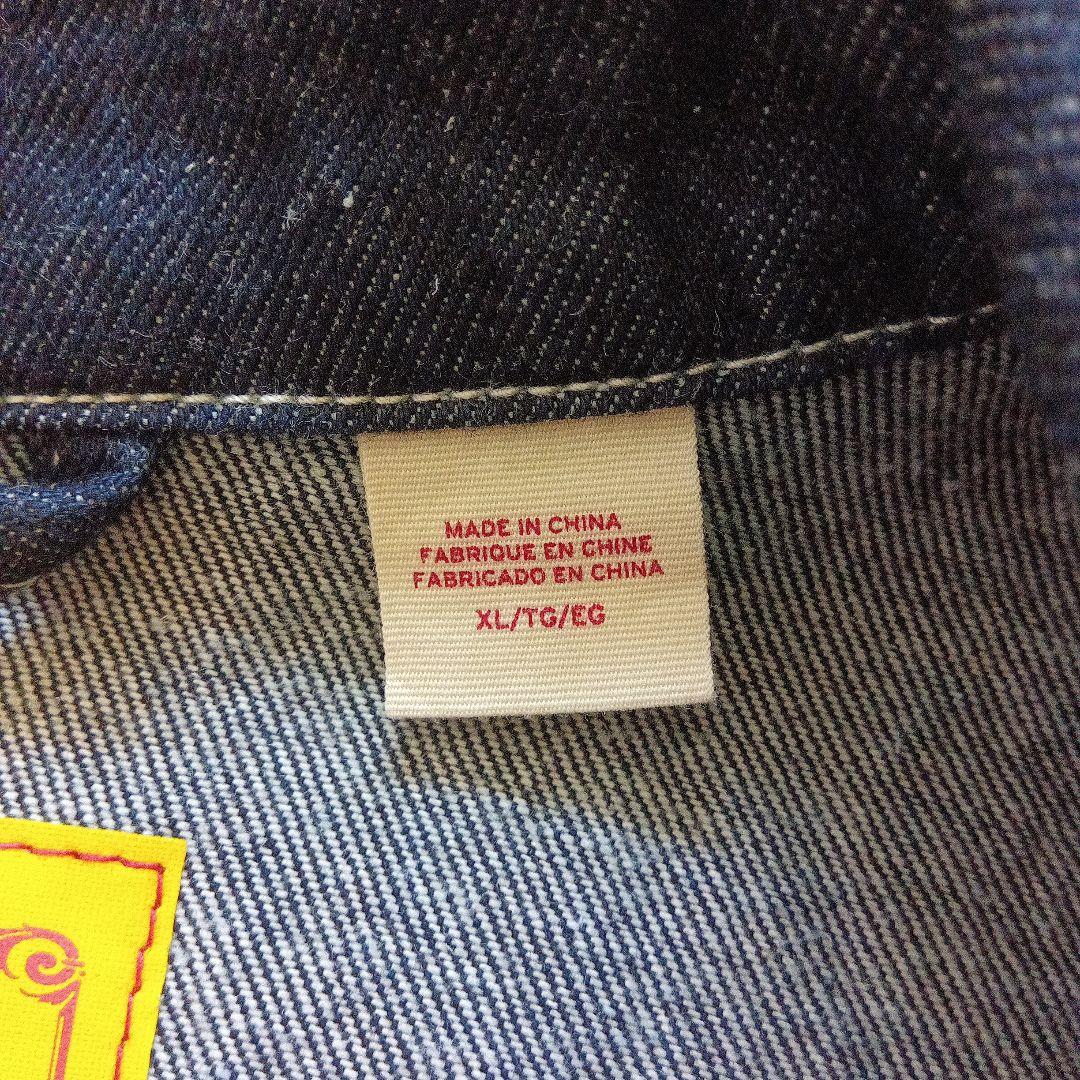 MADE IN CHINA
FABRIQUE EN CHINE
FABRICADO EN CHINA
XL/TG/EG